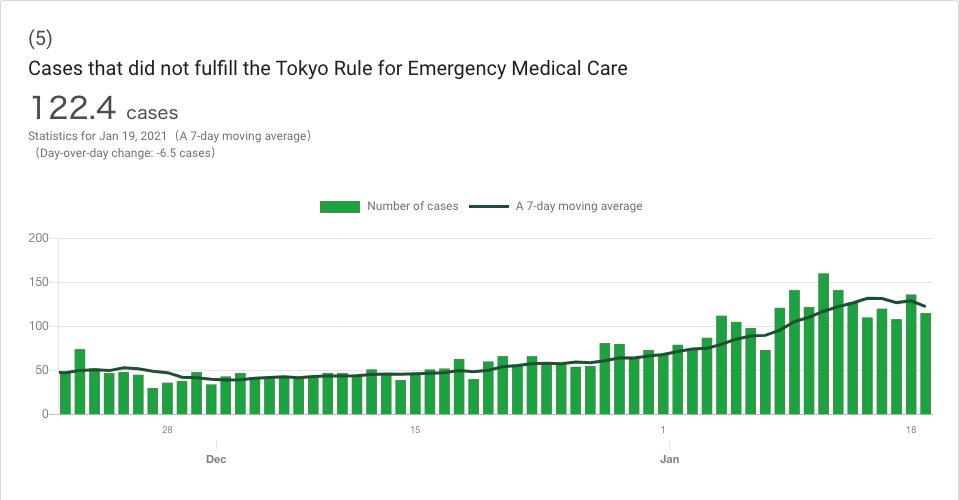 (5)
Cases that did not fulfill the Tokyo Rule for Emergency Medical Care
122.4 cases
Statistics for Jan 19, 2021（A 7-day moving average）
（Day-over-day change: -6.5 cases）
Number of cases A 7-day moving average
200
150
100
50
0
28 15 1 18
Dec Jan